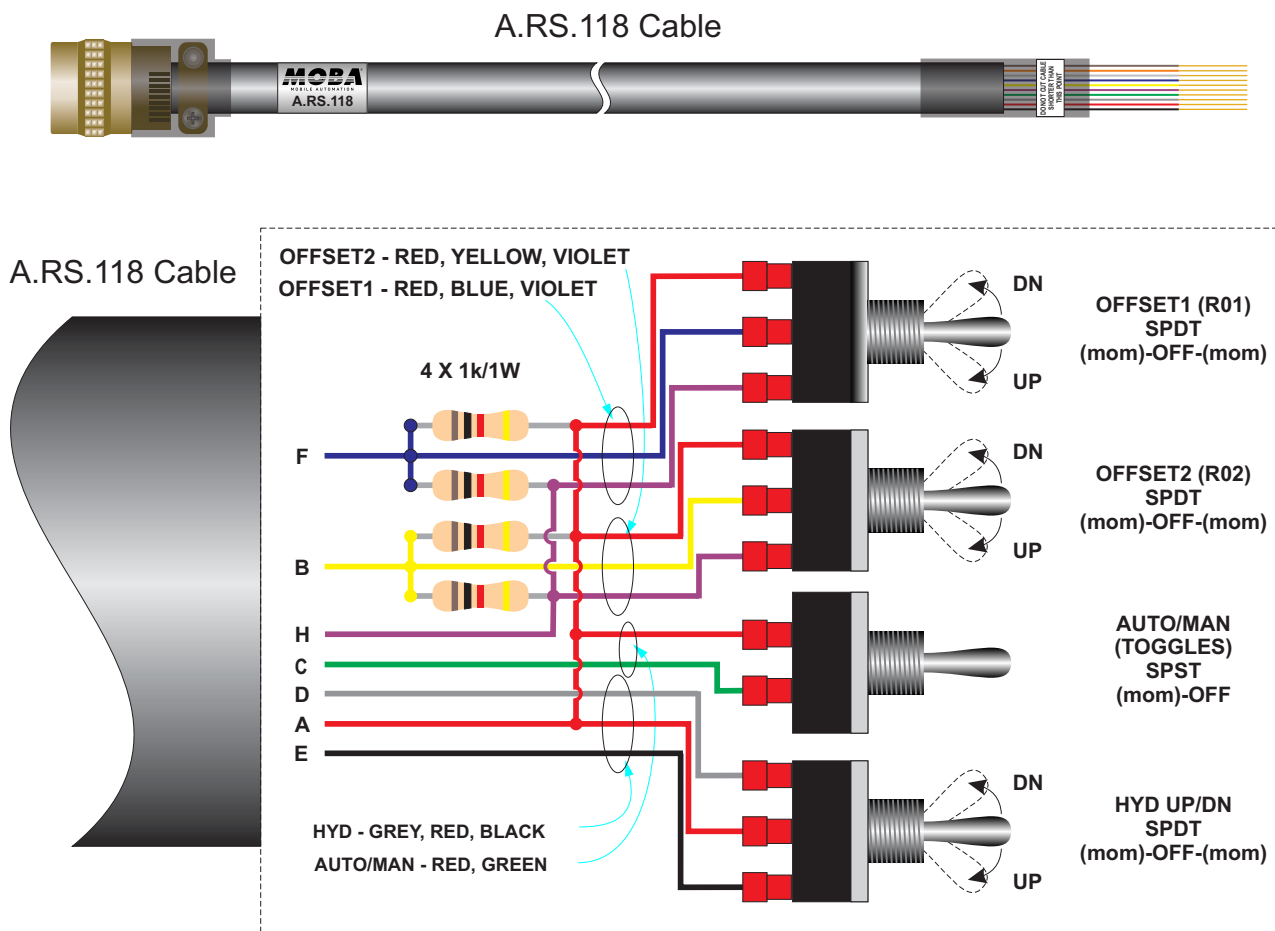 A.RS.118 Cable
MOBA
MOBILE AUTOMATION
A.RS.118
DO NOT CUT CABLE
SHORTER THAN
THIS POINT
A.RS.118 Cable
OFFSET2 - RED, YELLOW, VIOLET
OFFSET1 - RED, BLUE, VIOLET
4 X 1k/1W
F
B
H
C
D
A
E
HYD - GREY, RED, BLACK
AUTO/MAN - RED, GREEN
DN
UP
OFFSET1 (R01)
SPDT
(mom)-OFF-(mom)
DN
UP
OFFSET2 (R02)
SPDT
(mom)-OFF-(mom)
AUTO/MAN
(TOGGLES)
SPST
(mom)-OFF
DN
UP
HYD UP/DN
SPDT
(mom)-OFF-(mom)